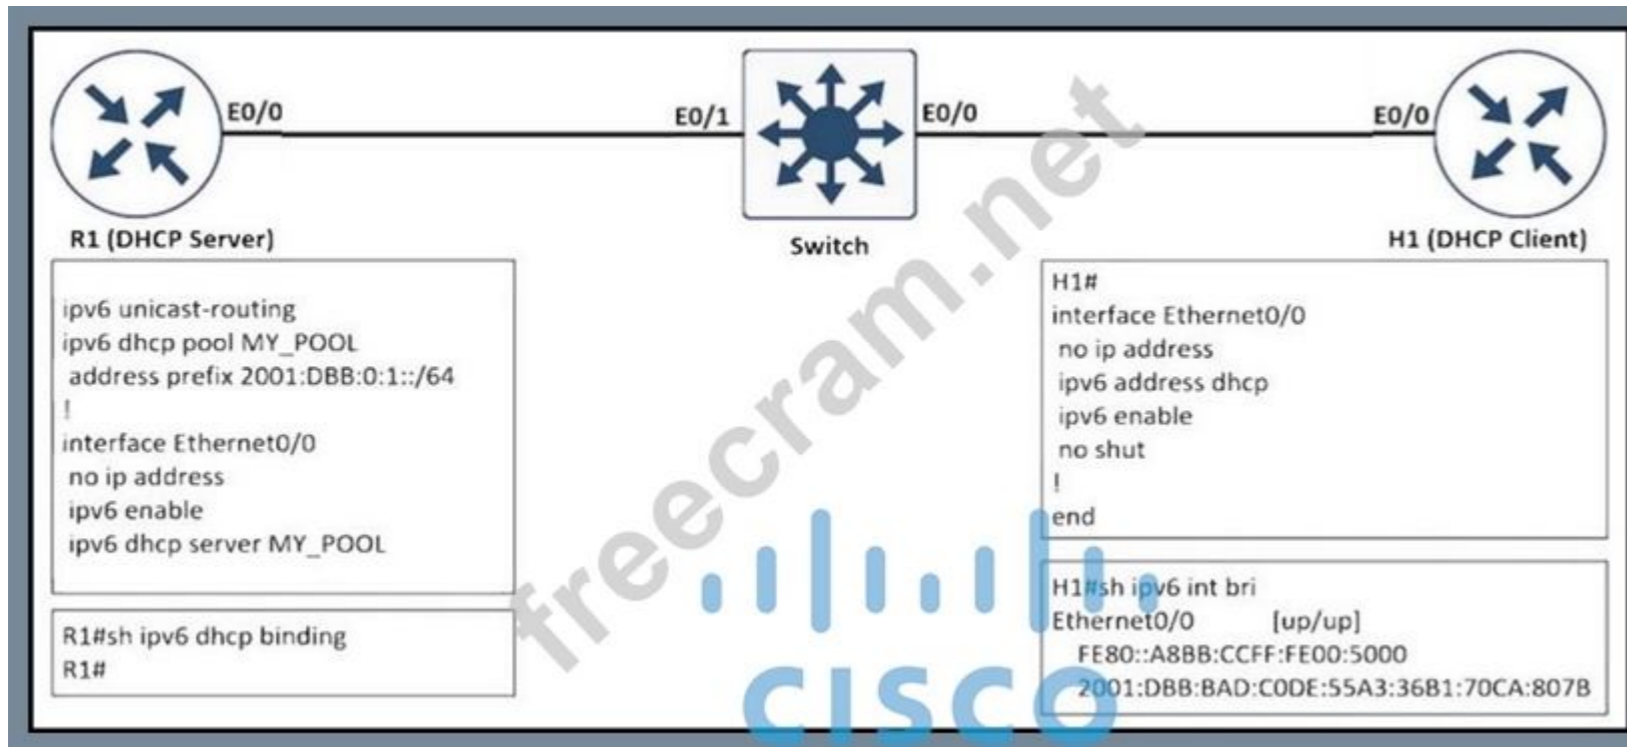 E0/0
E0/1
E0/0
E0/0
R1 (DHCP Server)
Switch
H1 (DHCP Client)
ipv6 unicast-routing
ipv6 dhcp pool MY_POOL
address prefix 2001:DBB:0:1::/64
!
interface Ethernet0/0
no ip address
ipv6 enable
ipv6 dhcp server MY_POOL
R1#sh ipv6 dhcp binding
R1#
H1#
interface Ethernet0/0
no ip address
ipv6 address dhcp
ipv6 enable
no shut
!
end
H1#sh ipv6 int bri
Ethernet0/0 [up/up]
FE80::A8BB:CCFF:FE00:5000
2001:DBB:BAD:C0DE:55A3:36B1:70CA:807B
freecram.net
CISCO